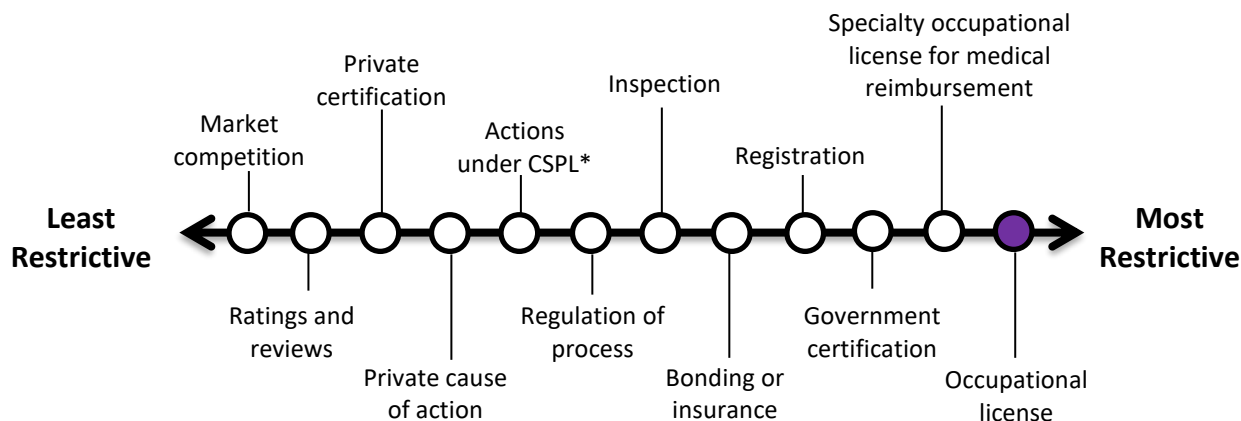 Least
Restrictive
Market
competition
Ratings and
reviews
Private
certification
Private cause
of action
Actions
under CSPL*
Regulation of
process
Inspection
Bonding or
insurance
Registration
Government
certification
Specialty occupational
license for medical
reimbursement
Occupational
license
Most
Restrictive